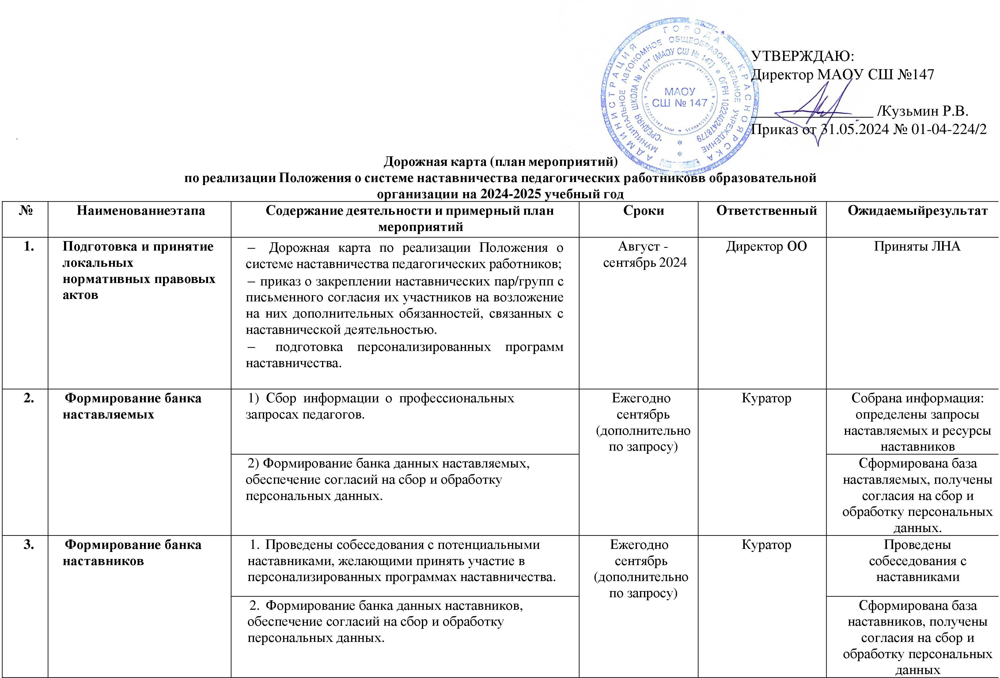 УТВЕРЖДАЮ:
Директор МАОУ СШ №147
/Кузьмин Р.В.
Приказ от 31.05.2024 № 01-04-224/2
АДМИНИСТРАЦИЯ ГОРОДА КРАСНОЯРСКА
МУНИЦИПАЛЬНОЕ АВТОНОМНОЕ ОБЩЕОБРАЗОВАТЕЛЬНОЕ УЧРЕЖДЕНИЕ
"СРЕДНЯЯ ШКОЛА № 147" (МАОУ СШ № 147) * ОГРН 1022402478779
МАОУ
СШ № 147
Дорожная карта (план мероприятий)
по реализации Положения о системе наставничества педагогических работниковв образовательной
организации на 2024-2025 учебный год
№ Наименованиеэтапа Содержание деятельности и примерный план Сроки Ответственный Ожидаемыйрезультат
мероприятий
1.
Подготовка и принятие
локальных
нормативных правовых
актов
– Дорожная карта по реализации Положения о
системе наставничества педагогических работников;
– приказ о закреплении наставнических пар/групп с
письменного согласия их участников на возложение
на них дополнительных обязанностей, связанных с
наставнической деятельностью.
– подготовка персонализированных программ
наставничества.
Август -
сентябрь 2024
Директор ОО
Приняты ЛНА
2.
Формирование банка
наставляемых
1) Сбор информации о профессиональных
запросах педагогов.
Ежегодно
сентябрь
(дополнительно
по запросу)
Куратор
Собрана информация:
определены запросы
наставляемых и ресурсы
наставников
2) Формирование банка данных наставляемых,
обеспечение согласий на сбор и обработку
персональных данных.
Сформирована база
наставляемых, получены
согласия на сбор и
обработку персональных
данных.
3.
Формирование банка
наставников
1. Проведены собеседования с потенциальными
наставниками, желающими принять участие в
персонализированных программах наставничества.
Ежегодно
сентябрь
(дополнительно
по запросу)
Куратор
Проведены
собеседования с
наставниками
2. Формирование банка данных наставников,
обеспечение согласий на сбор и обработку
персональных данных.
Сформирована база
наставников, получены
согласия на сбор и
обработку персональных
данных